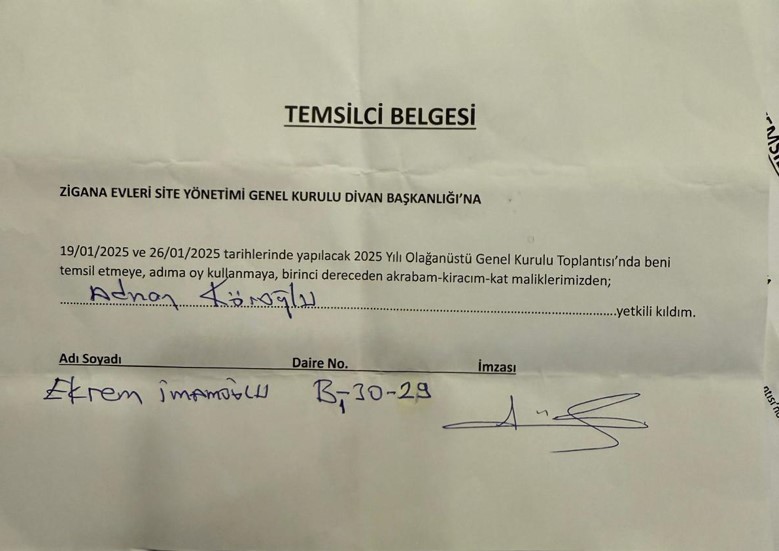 TEMSİLCİ BELGESİ
ZİGANA EVLERİ SİTE YÖNETİMİ GENEL KURULU DİVAN BAŞKANLIĞI'NA
19/01/2025 ve 26/01/2025 tarihlerinde yapılacak 2025 Yılı Olağanüstü Genel Kurulu Toplantısı'nda beni
temsil etmeye, adıma oy kullanmaya, birinci dereceden akrabam-kiracım-kat maliklerimizden;
Adnan Köroğlu yetkili kıldım.
Adı Soyadı Daire No. İmzası
Ekrem İmamoğlu B1-30-29